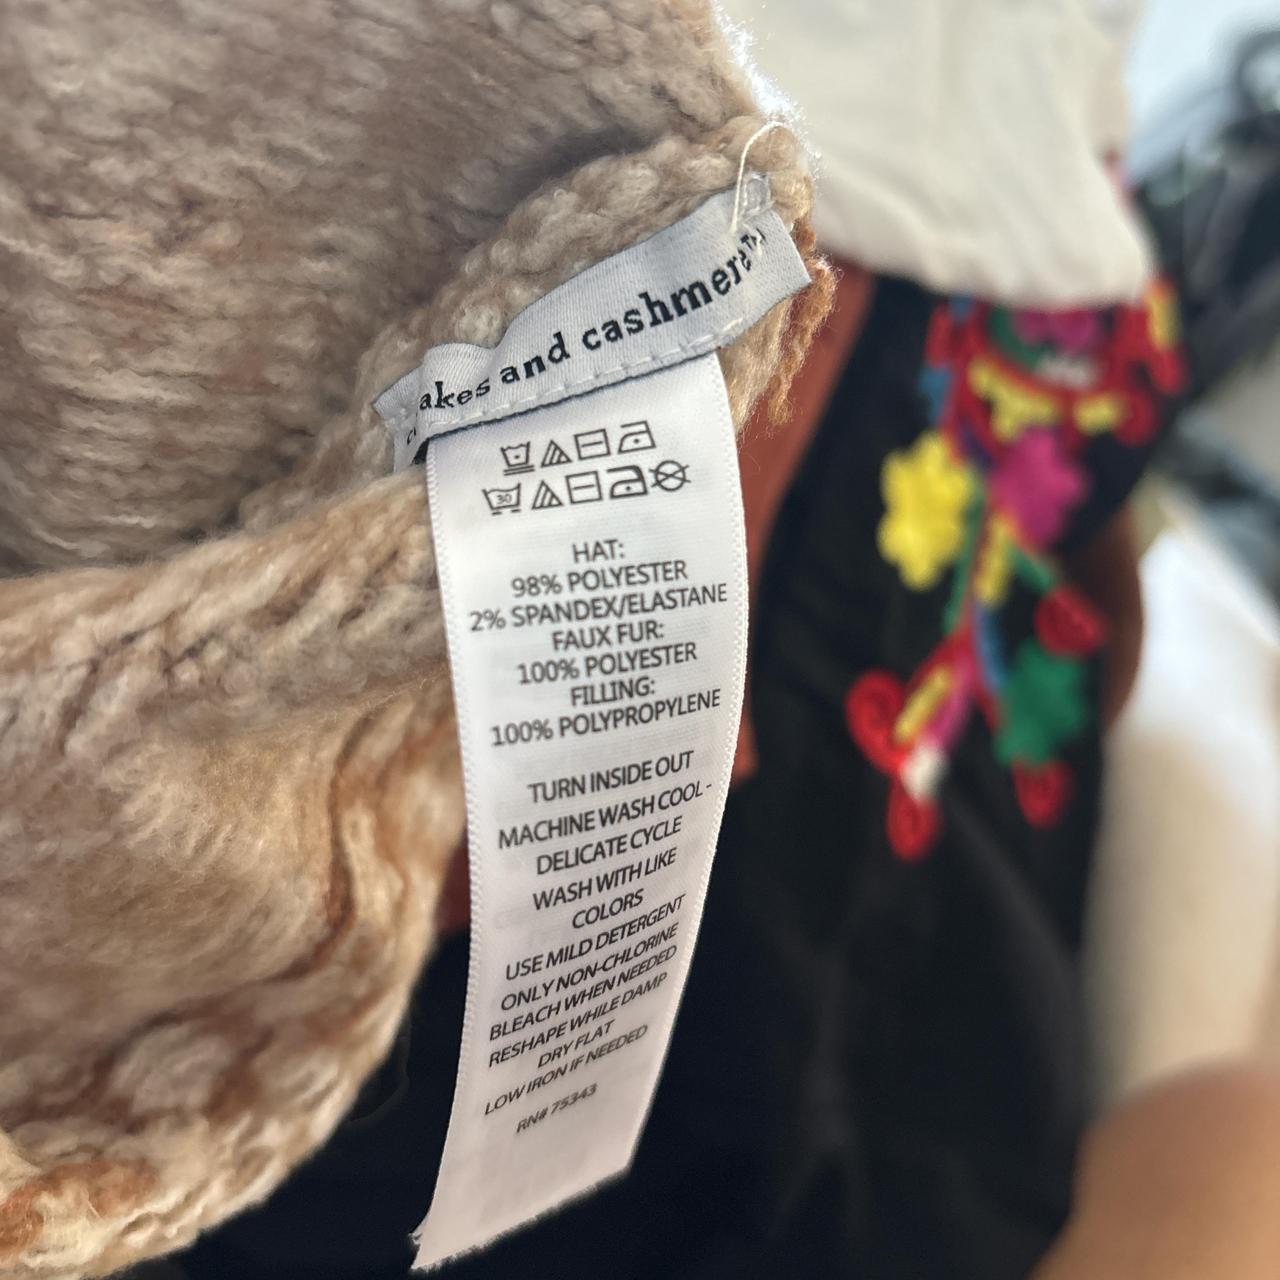 akes and cashmere™
30
HAT:
98% POLYESTER
2% SPANDEX/ELASTANE
FAUX FUR:
100% POLYESTER
FILLING:
100% POLYPROPYLENE
TURN INSIDE OUT
MACHINE WASH COOL -
DELICATE CYCLE
WASH WITH LIKE
COLORS
USE MILD DETERGENT
ONLY NON-CHLORINE
BLEACH WHEN NEEDED
RESHAPE WHILE DAMP
DRY FLAT
LOW IRON IF NEEDED
RN# 75343